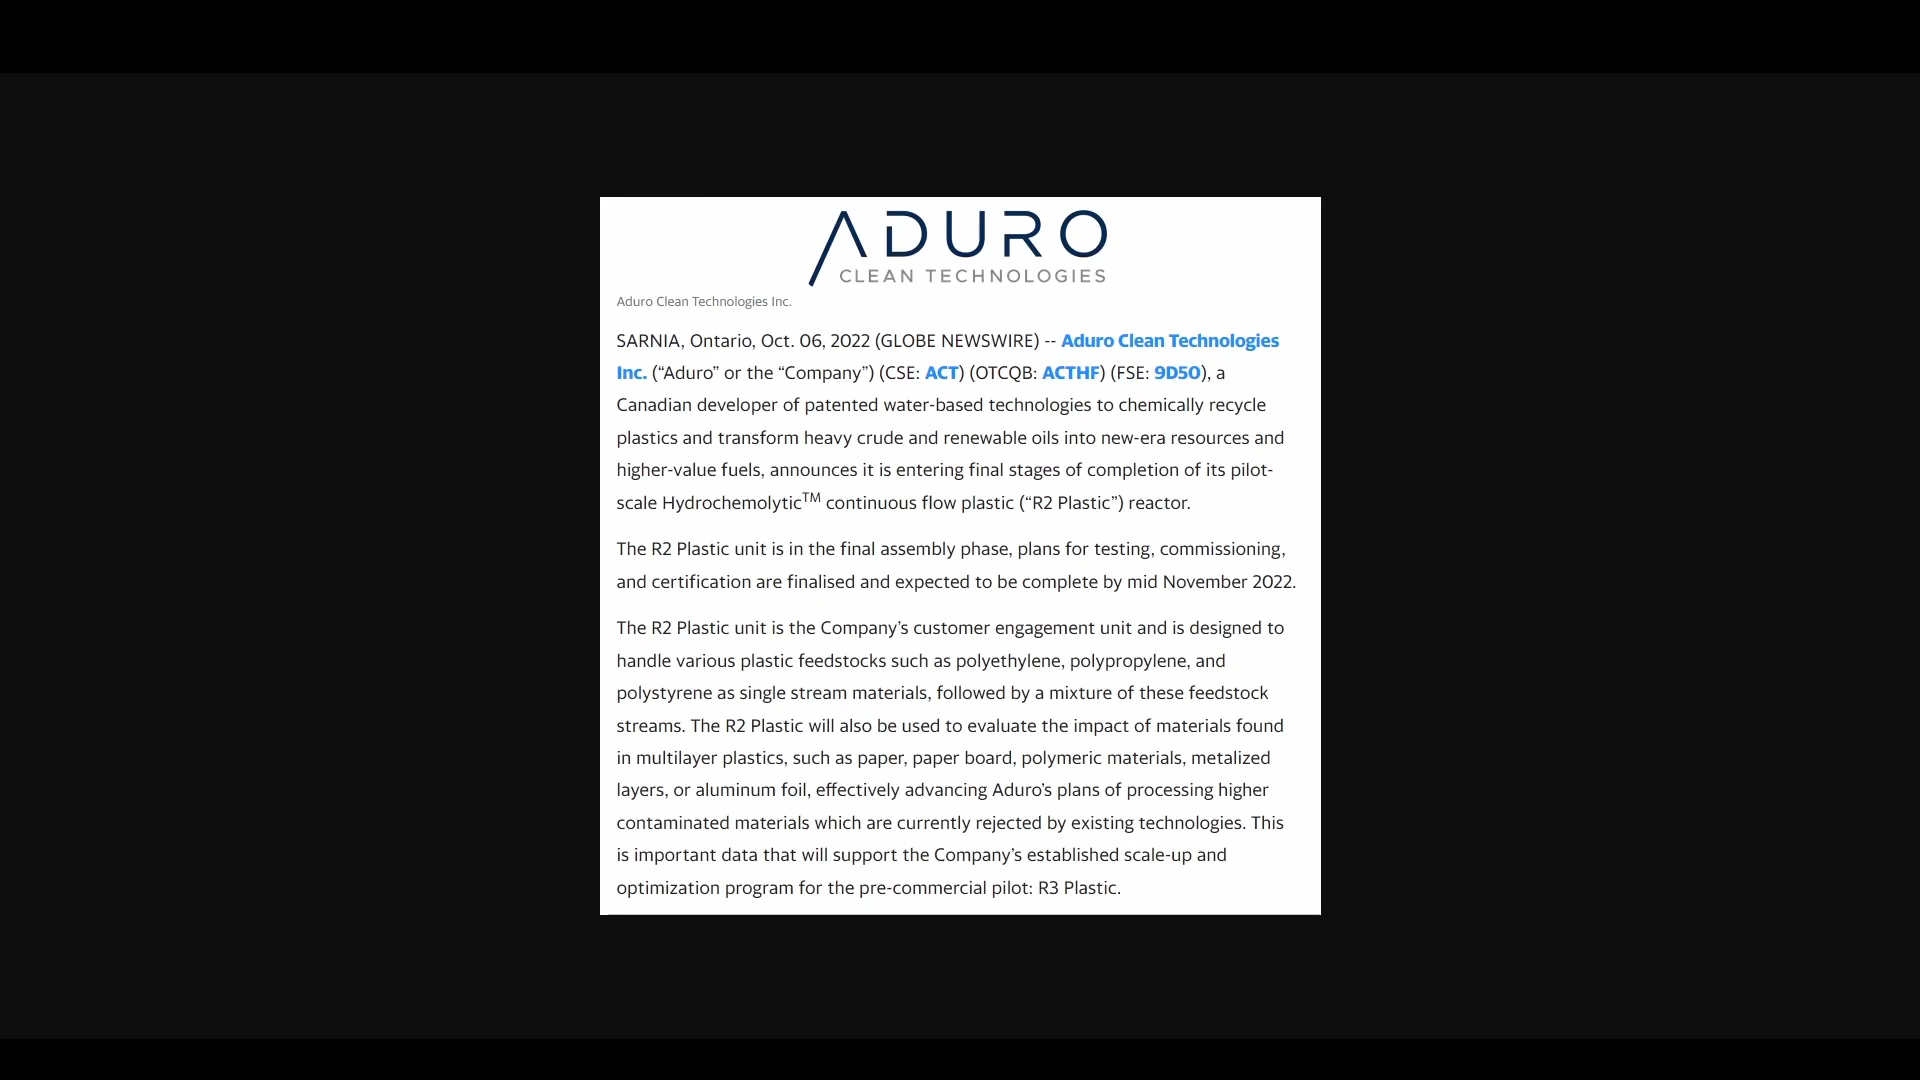 ADURO
CLEAN TECHNOLOGIES
Aduro Clean Technologies Inc.
SARNIA, Ontario, Oct. 06, 2022 (GLOBE NEWSWIRE) -- Aduro Clean Technologies
Inc. (“Aduro” or the “Company”) (CSE: ACT) (OTCQB: ACTHF) (FSE: 9D50), a
Canadian developer of patented water-based technologies to chemically recycle
plastics and transform heavy crude and renewable oils into new-era resources and
higher-value fuels, announces it is entering final stages of completion of its pilot-
scale Hydrochemolytic™ continuous flow plastic (“R2 Plastic”) reactor.
The R2 Plastic unit is in the final assembly phase, plans for testing, commissioning,
and certification are finalised and expected to be complete by mid November 2022.
The R2 Plastic unit is the Company’s customer engagement unit and is designed to
handle various plastic feedstocks such as polyethylene, polypropylene, and
polystyrene as single stream materials, followed by a mixture of these feedstock
streams. The R2 Plastic will also be used to evaluate the impact of materials found
in multilayer plastics, such as paper, paper board, polymeric materials, metalized
layers, or aluminum foil, effectively advancing Aduro’s plans of processing higher
contaminated materials which are currently rejected by existing technologies. This
is important data that will support the Company’s established scale-up and
optimization program for the pre-commercial pilot: R3 Plastic.